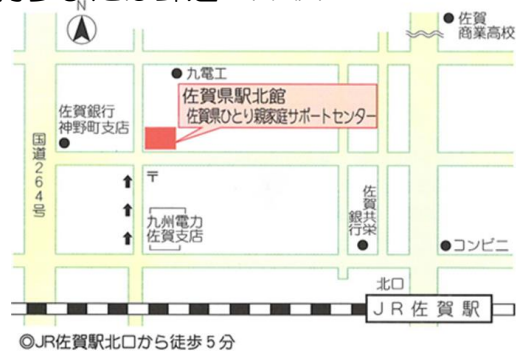 N
佐賀
商業高校
九電工
佐賀県駅北館
佐賀県ひとり親家庭サポートセンター
佐賀銀行
神野町支店
国道264号
〒
九州電力
佐賀支店
佐賀共栄
銀行
コンビニ
北口
JR佐賀駅
◎JR佐賀駅北口から徒歩5分